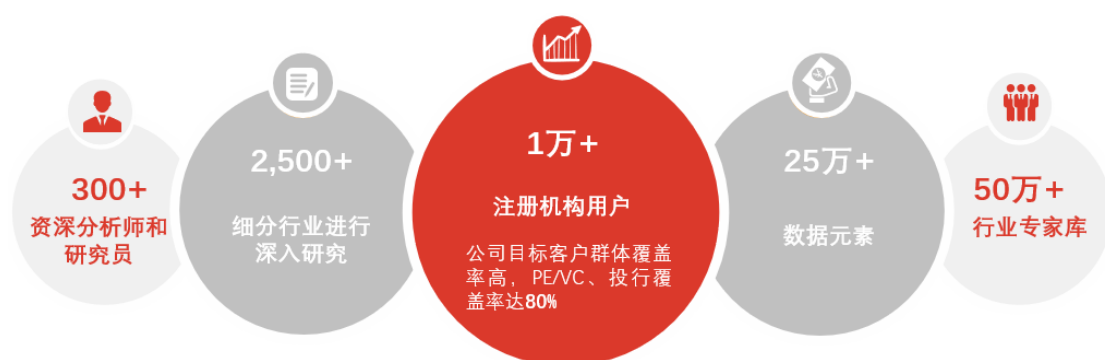 300+
资深分析师和
研究员
2,500+
细分行业进行
深入研究
1万+
注册机构用户
公司目标客户群体覆盖
率高，PE/VC、投行覆
盖率达80%
25万+
数据元素
50万+
行业专家库